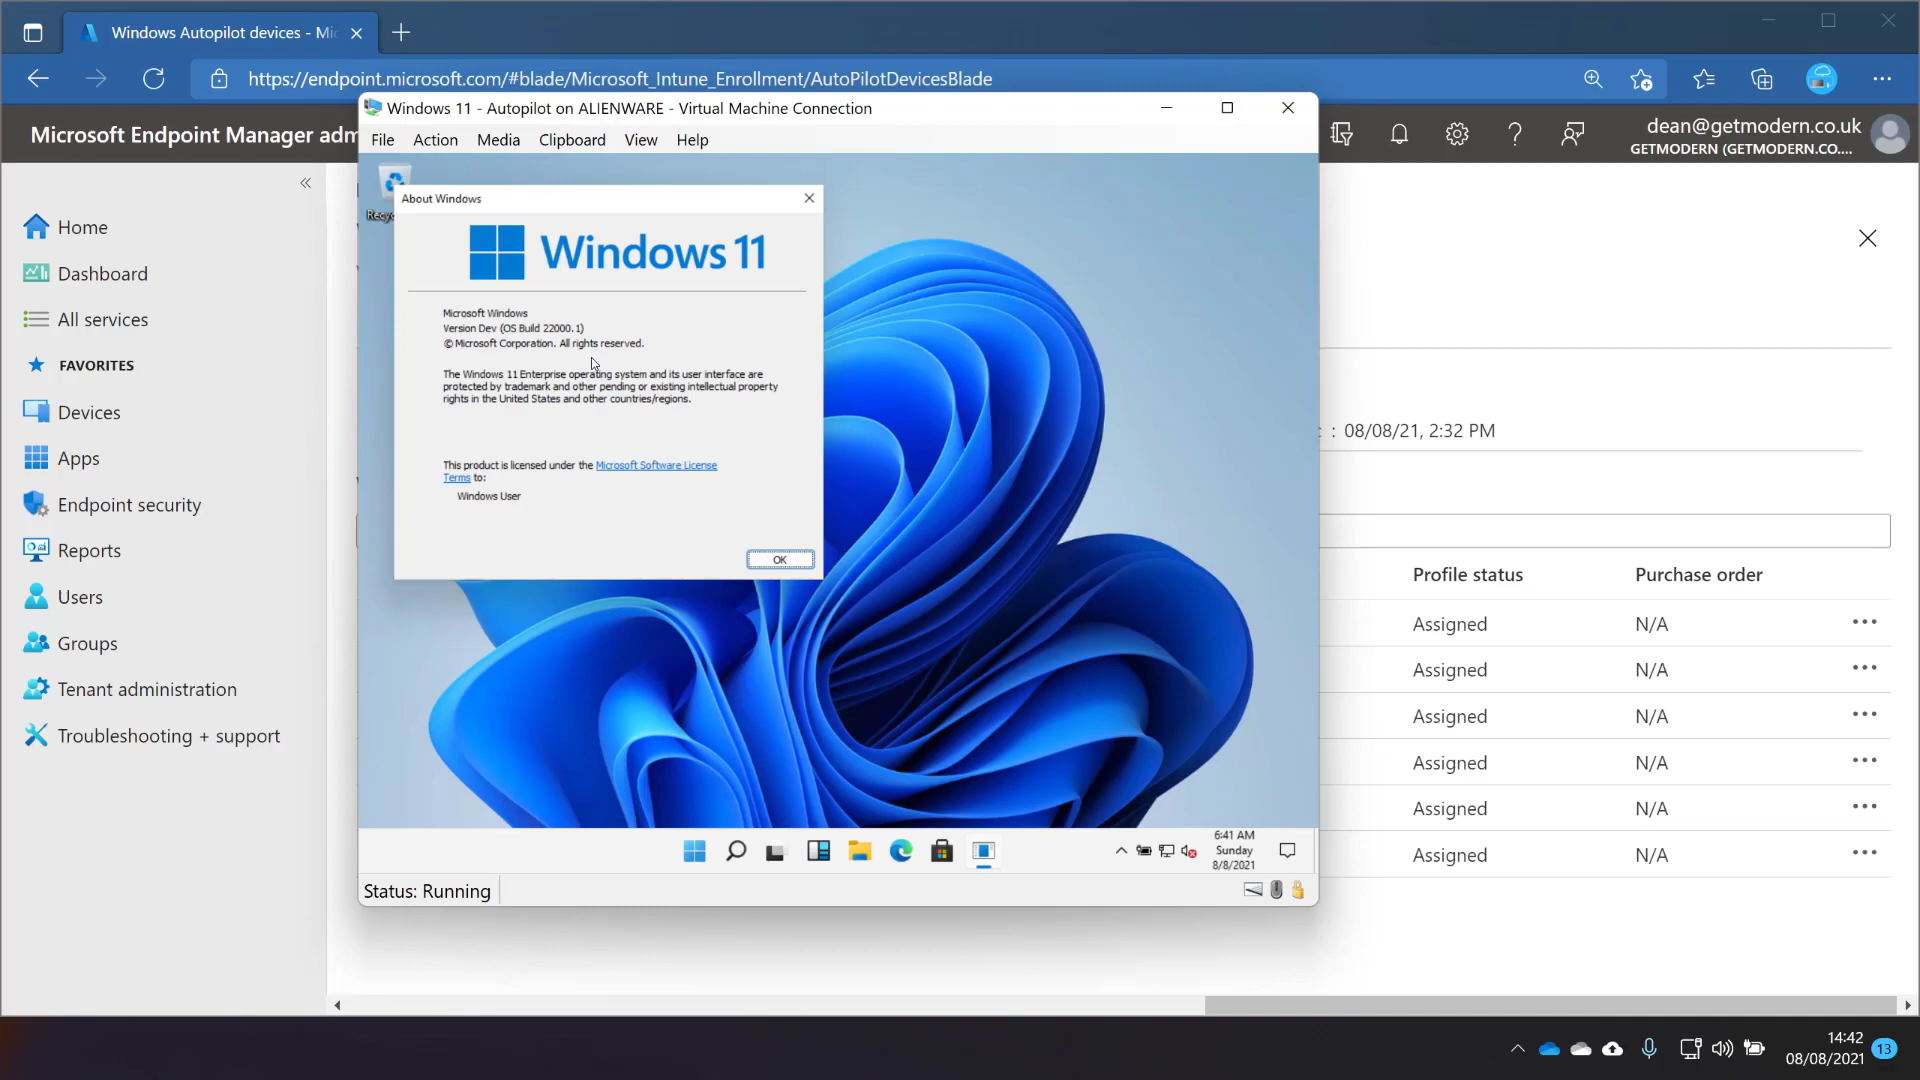 Windows Autopilot devices - Mic
https://endpoint.microsoft.com/#blade/Microsoft_Intune_Enrollment/AutoPilotDevicesBlade
Microsoft Endpoint Manager adm
dean@getmodern.co.uk
GETMODERN (GETMODERN.CO....
Windows 11 - Autopilot on ALIENWARE - Virtual Machine Connection
File Action Media Clipboard View Help
Home
Dashboard
All services
FAVORITES
Devices
Apps
Endpoint security
Reports
Users
Groups
Tenant administration
Troubleshooting + support
Recyc
About Windows
Windows 11
Microsoft Windows
Version Dev (OS Build 22000.1)
© Microsoft Corporation. All rights reserved.
The Windows 11 Enterprise operating system and its user interface are
protected by trademark and other pending or existing intellectual property
rights in the United States and other countries/regions.
This product is licensed under the Microsoft Software License
Terms to:
Windows User
OK
6:41 AM
Sunday
8/8/2021
Status: Running
: 08/08/21, 2:32 PM
Profile status Purchase order
Assigned N/A
Assigned N/A
Assigned N/A
Assigned N/A
Assigned N/A
Assigned N/A
14:42
08/08/2021
13